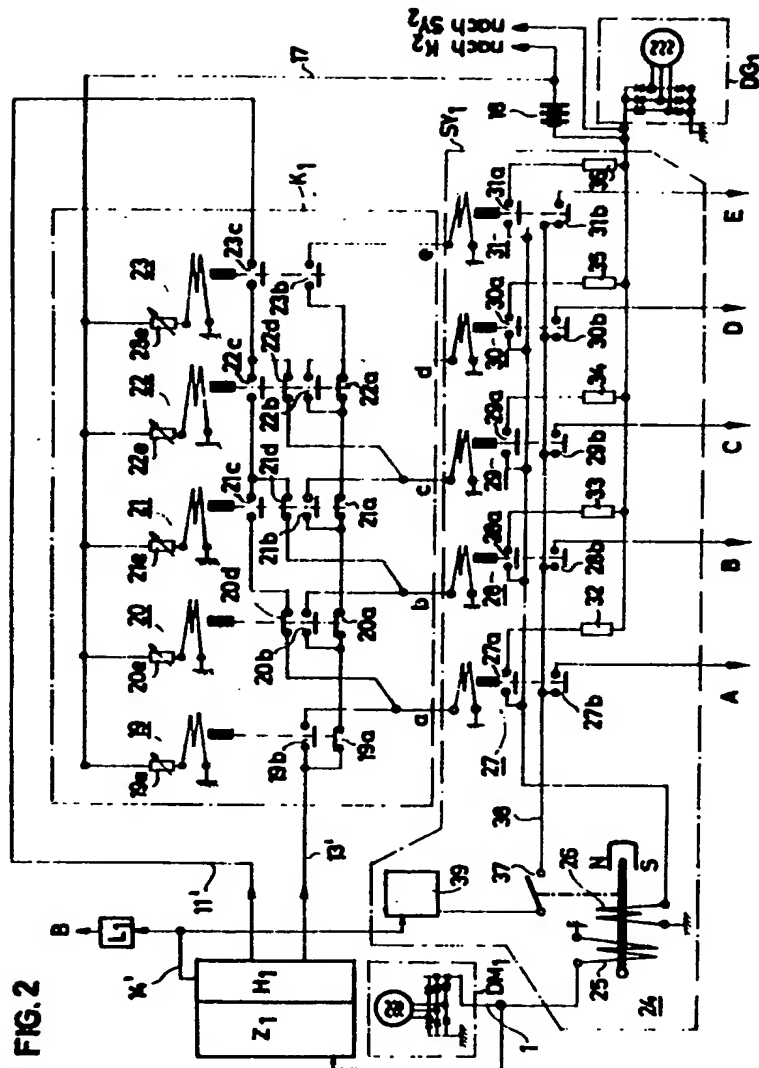 FIG. 2
nach SY2
nach K2
17
18
DG1
SY1
K1
11'
B
L1
14'
Z1
H1
13'
19e
19
20e
20
21e
21
22e
22
23e
23
19b
19a
20d
20b
20a
21c
21d
21b
21a
22c
22d
22b
22a
23c
23b
a
b
c
d
e
27
27a
27b
28
28a
28b
29
29a
29b
30
30a
30b
31
31a
31b
32
33
34
35
36
A
B
C
D
E
39
37
38
DM1
1
25
26
N
S
24